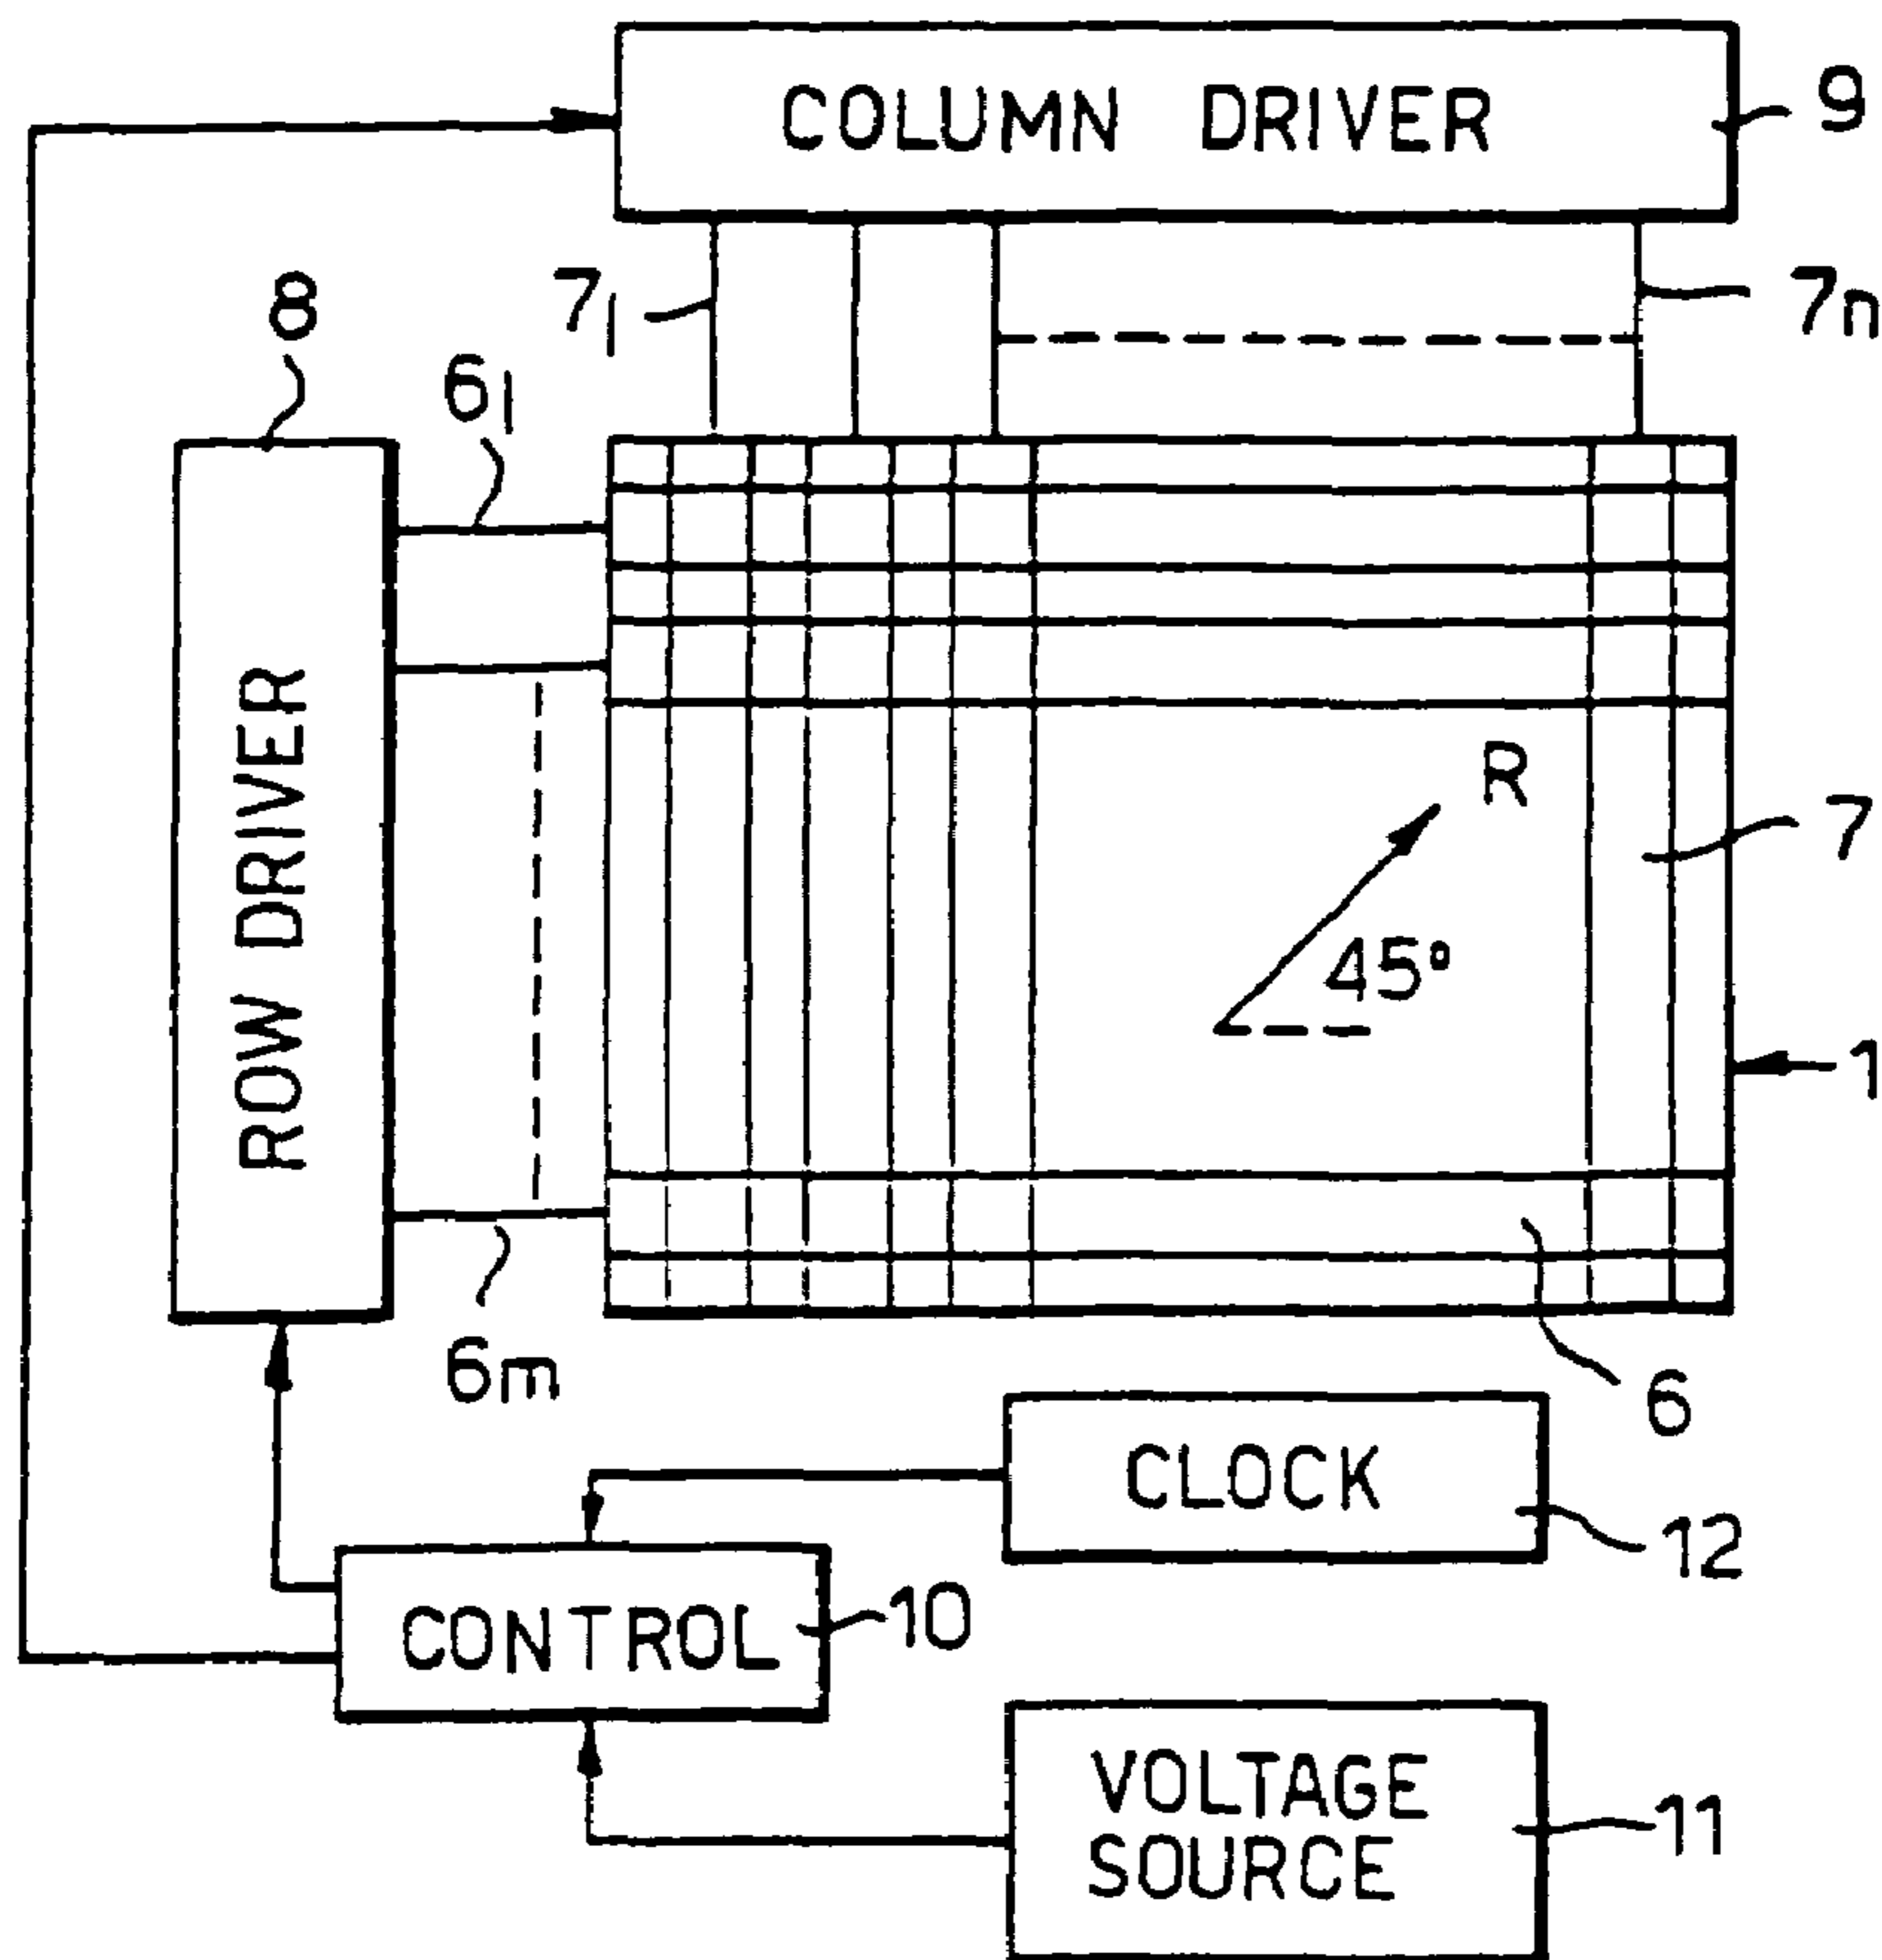 COLUMN DRIVER
9
7₁
7n
8
6₁
ROW DRIVER
R
7
45°
1
6m
6
CLOCK
12
CONTROL
10
VOLTAGE
SOURCE
11